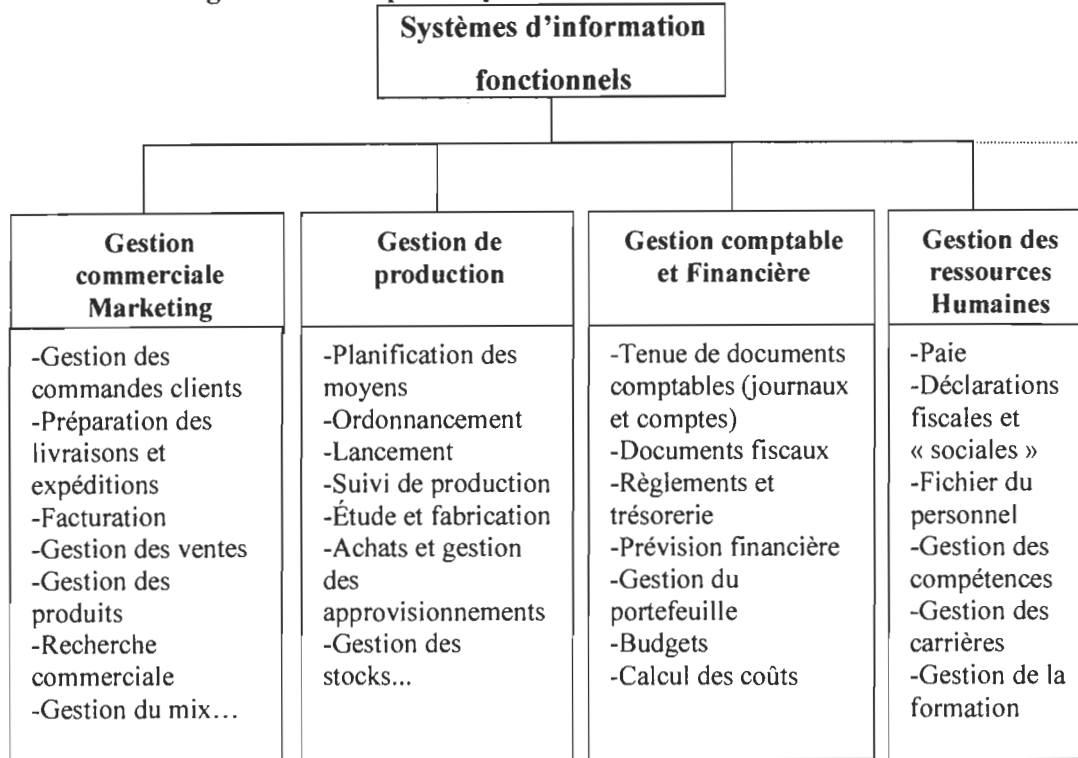 Systèmes d’information
fonctionnels
Gestion
commerciale
Marketing
-Gestion des
commandes clients
-Préparation des
livraisons et
expéditions
-Facturation
-Gestion des ventes
-Gestion des
produits
-Recherche
commerciale
-Gestion du mix…
Gestion de
production
-Planification des
moyens
-Ordonnancement
-Lancement
-Suivi de production
-Étude et fabrication
-Achats et gestion
des
approvisionnements
-Gestion des
stocks...
Gestion comptable
et Financière
-Tenue de documents
comptables (journaux
et comptes)
-Documents fiscaux
-Règlements et
trésorerie
-Prévision financière
-Gestion du
portefeuille
-Budgets
-Calcul des coûts
Gestion des
ressources
Humaines
-Paie
-Déclarations
fiscales et
« sociales »
-Fichier du
personnel
-Gestion des
compétences
-Gestion des
carrières
-Gestion de la
formation